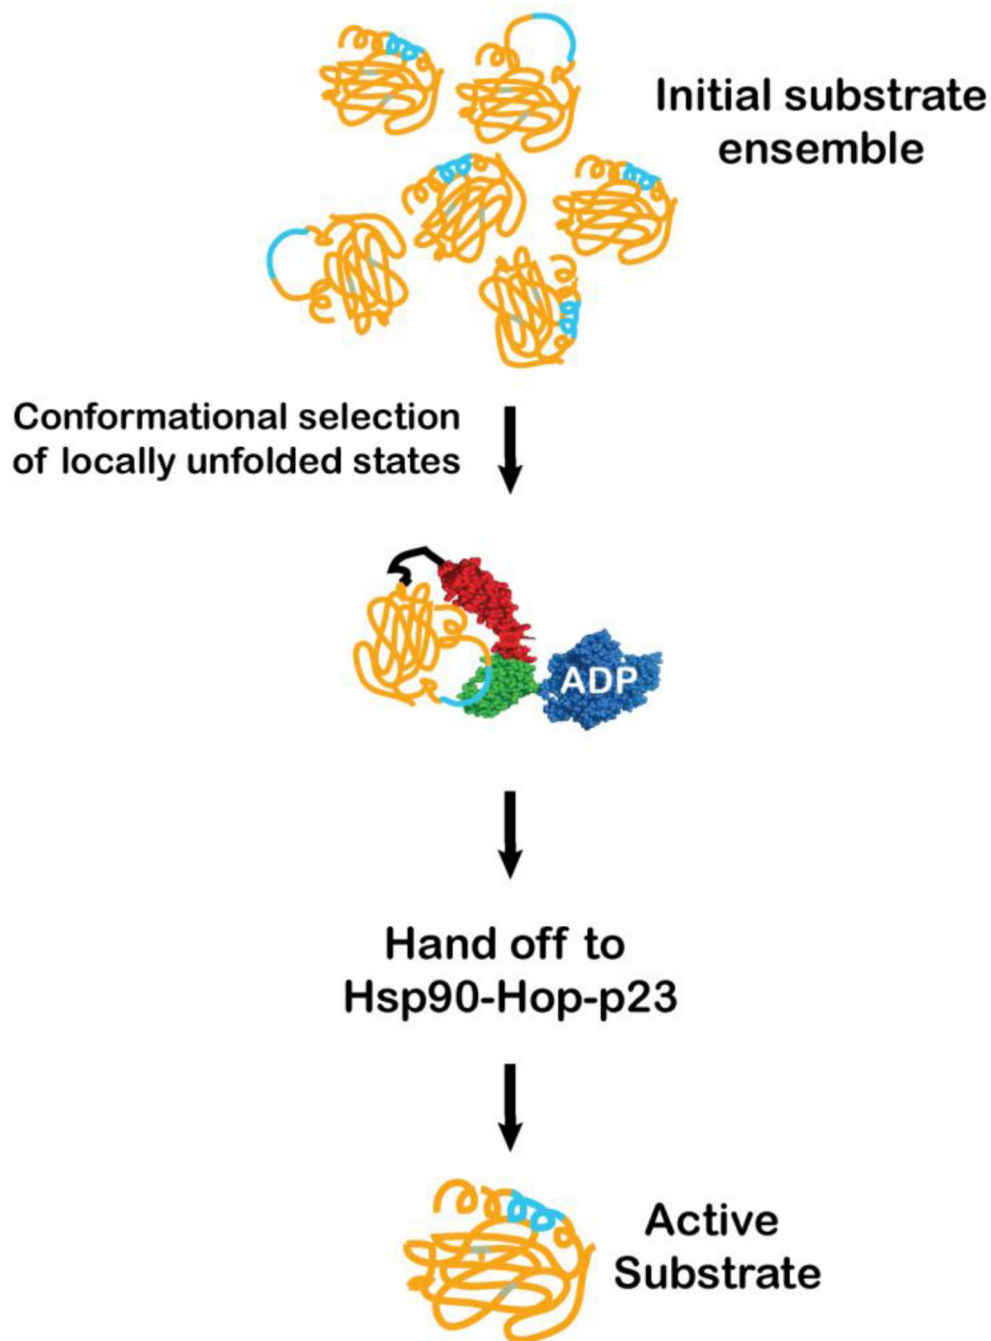 Initial substrate
ensemble
Conformational selection
of locally unfolded states
ADP
Hand off to
Hsp90-Hop-p23
Active
Substrate